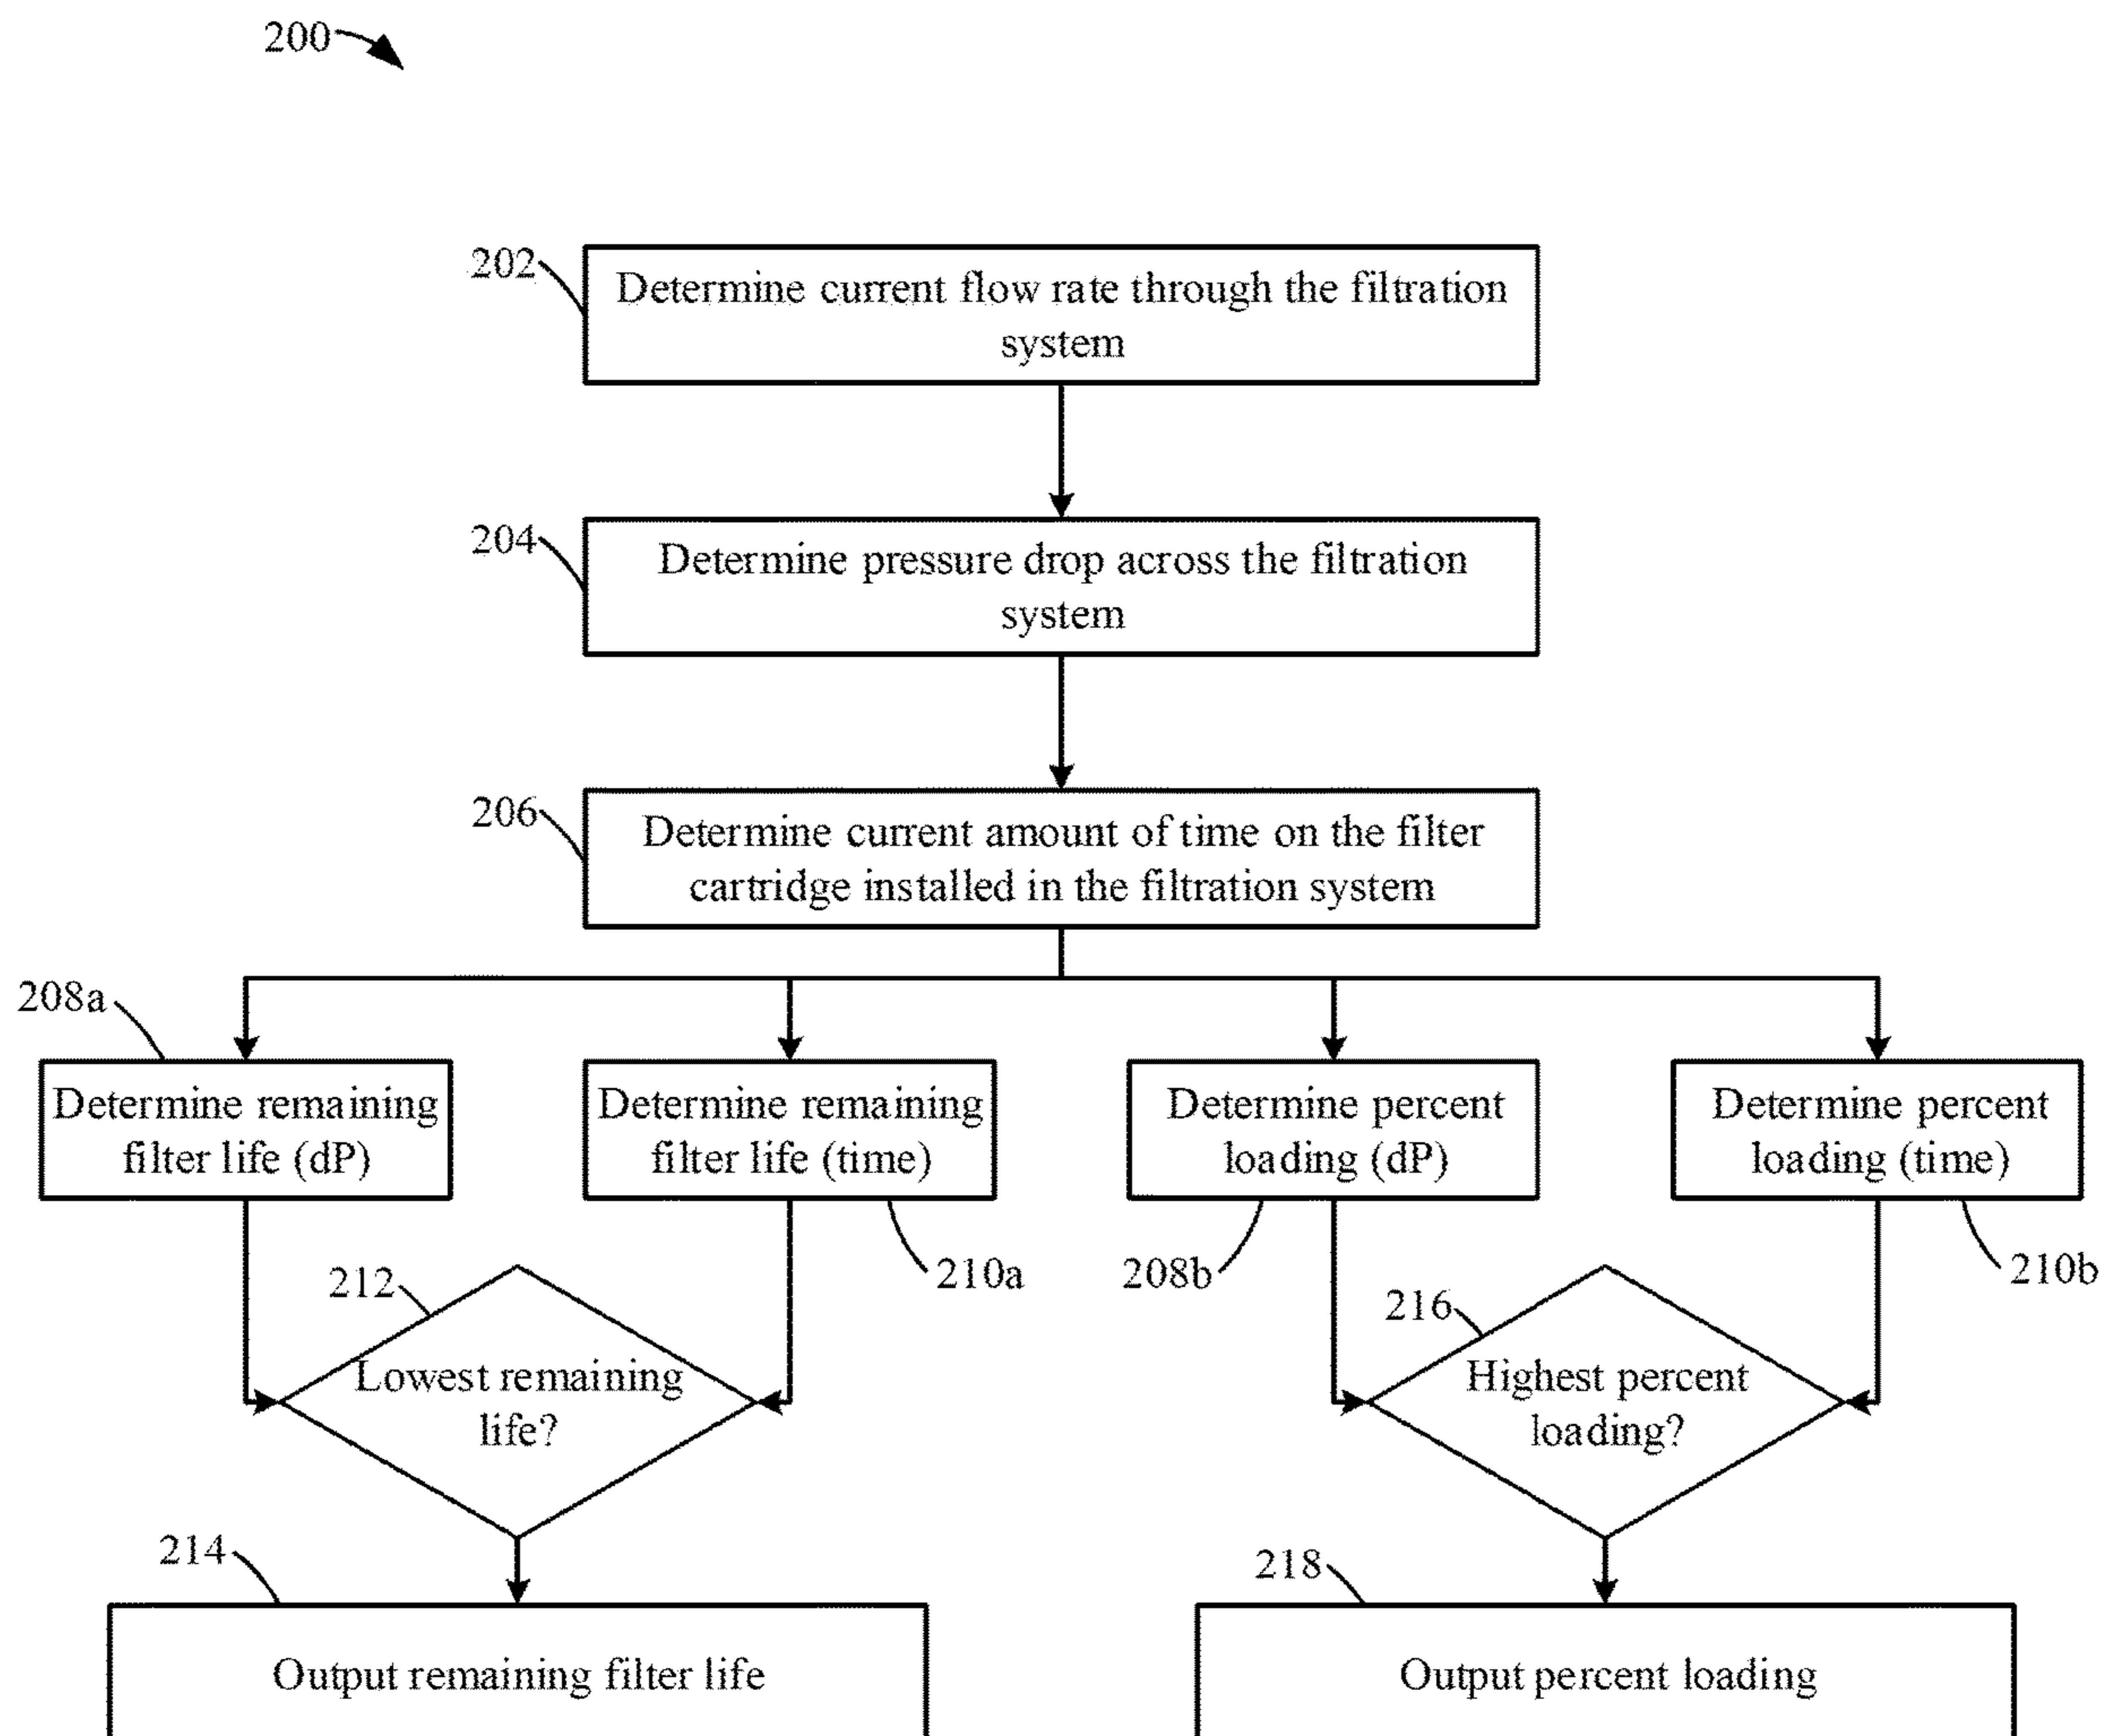 200
202
Determine current flow rate through the filtration
system
204
Determine pressure drop across the filtration
system
206
Determine current amount of time on the filter
cartridge installed in the filtration system
208a
Determine remaining
filter life (dP)
Determine remaining
filter life (time)
Determine percent
loading (dP)
Determine percent
loading (time)
210a
208b
210b
212
Lowest remaining
life?
216
Highest percent
loading?
214
Output remaining filter life
218
Output percent loading